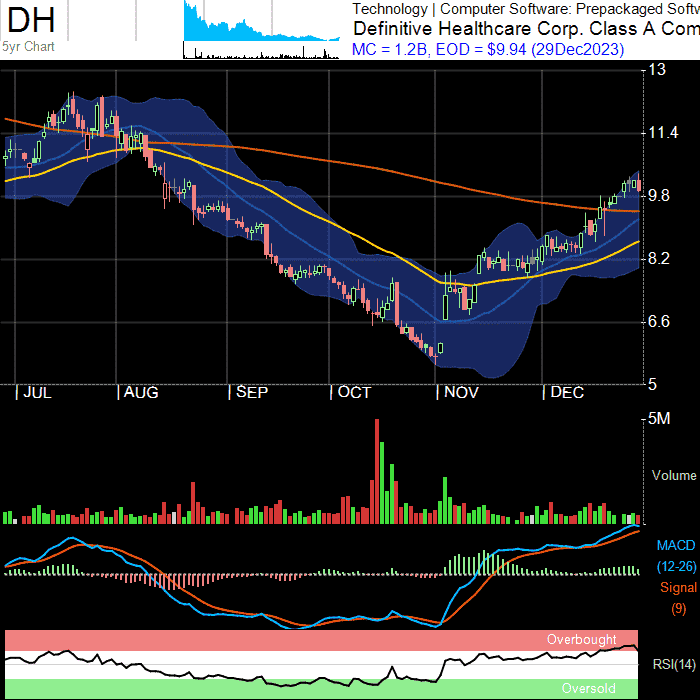 DH
5yr Chart
Technology | Computer Software: Prepackaged Softw
Definitive Healthcare Corp. Class A Com
MC = 1.2B, EOD = $9.94 (29Dec2023)
13
11.4
9.8
8.2
6.6
5
JUL
AUG
SEP
OCT
NOV
DEC
5M
Volume
MACD
(12-26)
Signal
(9)
Overbought
RSI(14)
Oversold